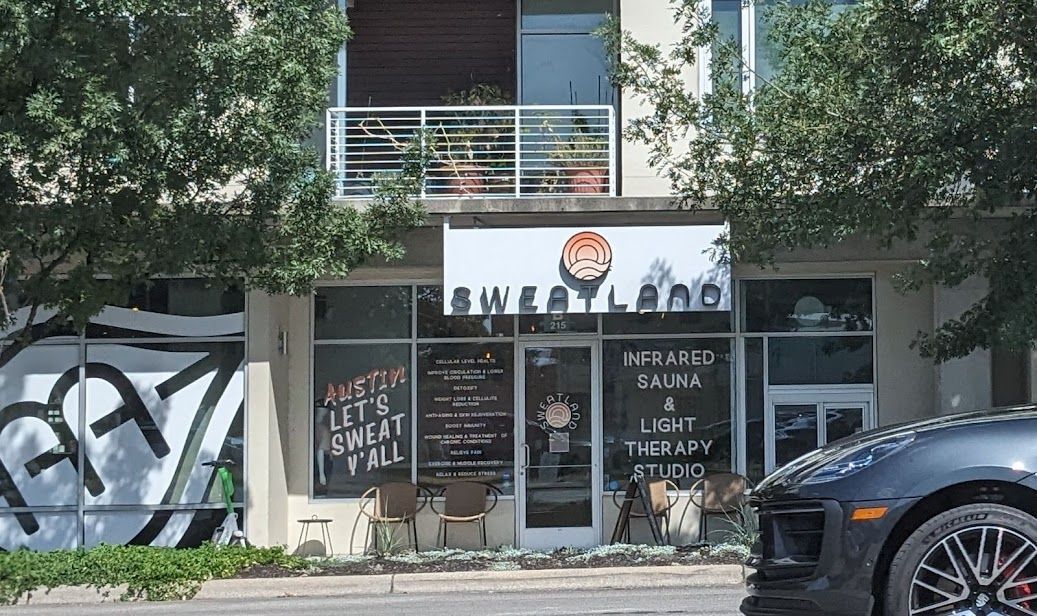 SWEATLAND
215
AUSTIN
LET'S
SWEAT
Y'ALL
CELLULAR LEVEL HEALTH
IMPROVE CIRCULATION & LOWER
BLOOD PRESSURE
DETOXIFY
WEIGHT LOSS & CELLULITE
REDUCTION
ANTI-AGING & SKIN REJUVENATION
BOOST IMMUNITY
WOUND HEALING & TREATMENT OF
CHRONIC CONDITIONS
RELIEVE PAIN
EXERCISE & MUSCLE RECOVERY
RELAX & REDUCE STRESS
SWEATLAND
INFRARED
SAUNA
&
LIGHT
THERAPY
STUDIO
MICHELIN